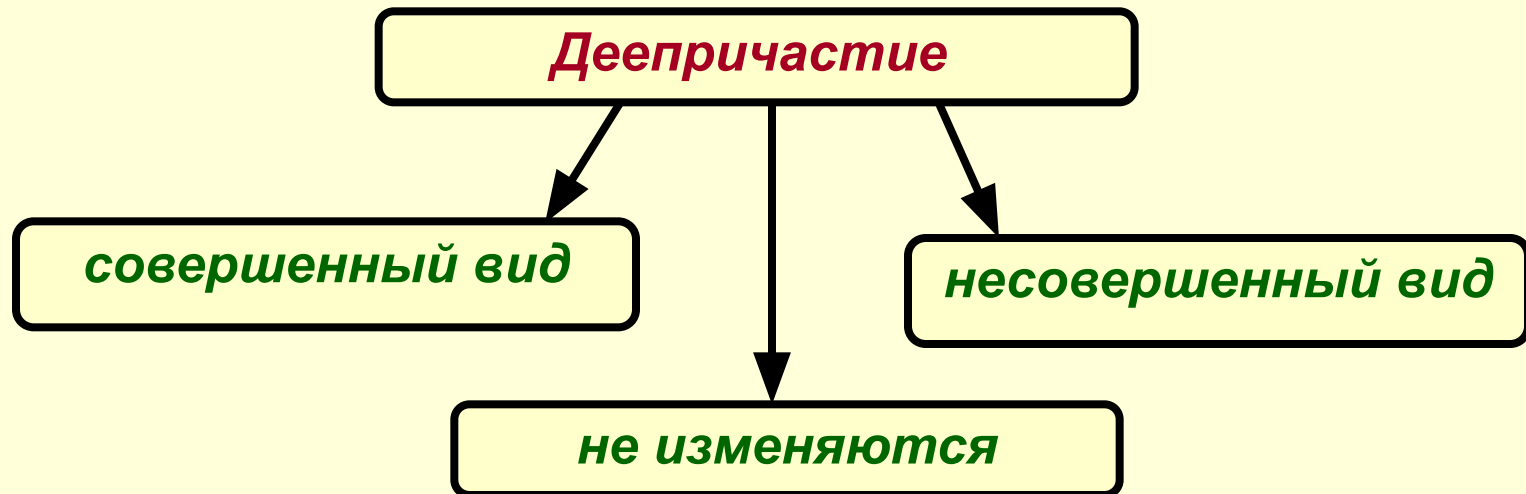 Деепричастие
совершенный вид
несовершенный вид
не изменяются